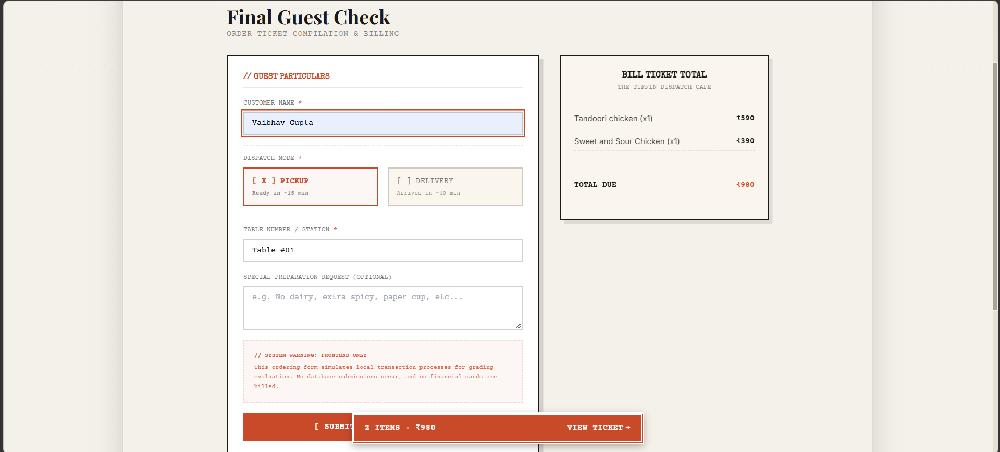 Final Guest Check
ORDER TICKET COMPILATION & BILLING
// GUEST PARTICULARS
CUSTOMER NAME *
Vaibhav Gupta
DISPATCH MODE *
[ X ] PICKUP
Ready in ~15 min
[ ] DELIVERY
Arrives in ~40 min
TABLE NUMBER / STATION *
Table #01
SPECIAL PREPARATION REQUEST (OPTIONAL)
e.g. No dairy, extra spicy, paper cup, etc...
// SYSTEM WARNING: FRONTEND ONLY
This ordering form simulates local transaction processes for grading
evaluation. No database submissions occur, and no financial cards are
billed.
[ SUBMIT
2 ITEMS ▪ ₹980
VIEW TICKET →
BILL TICKET TOTAL
THE TIFFIN DISPATCH CAFE
-----------------------------
Tandoori chicken (x1) ₹590
Sweet and Sour Chicken (x1) ₹390
TOTAL DUE ₹980
=============================